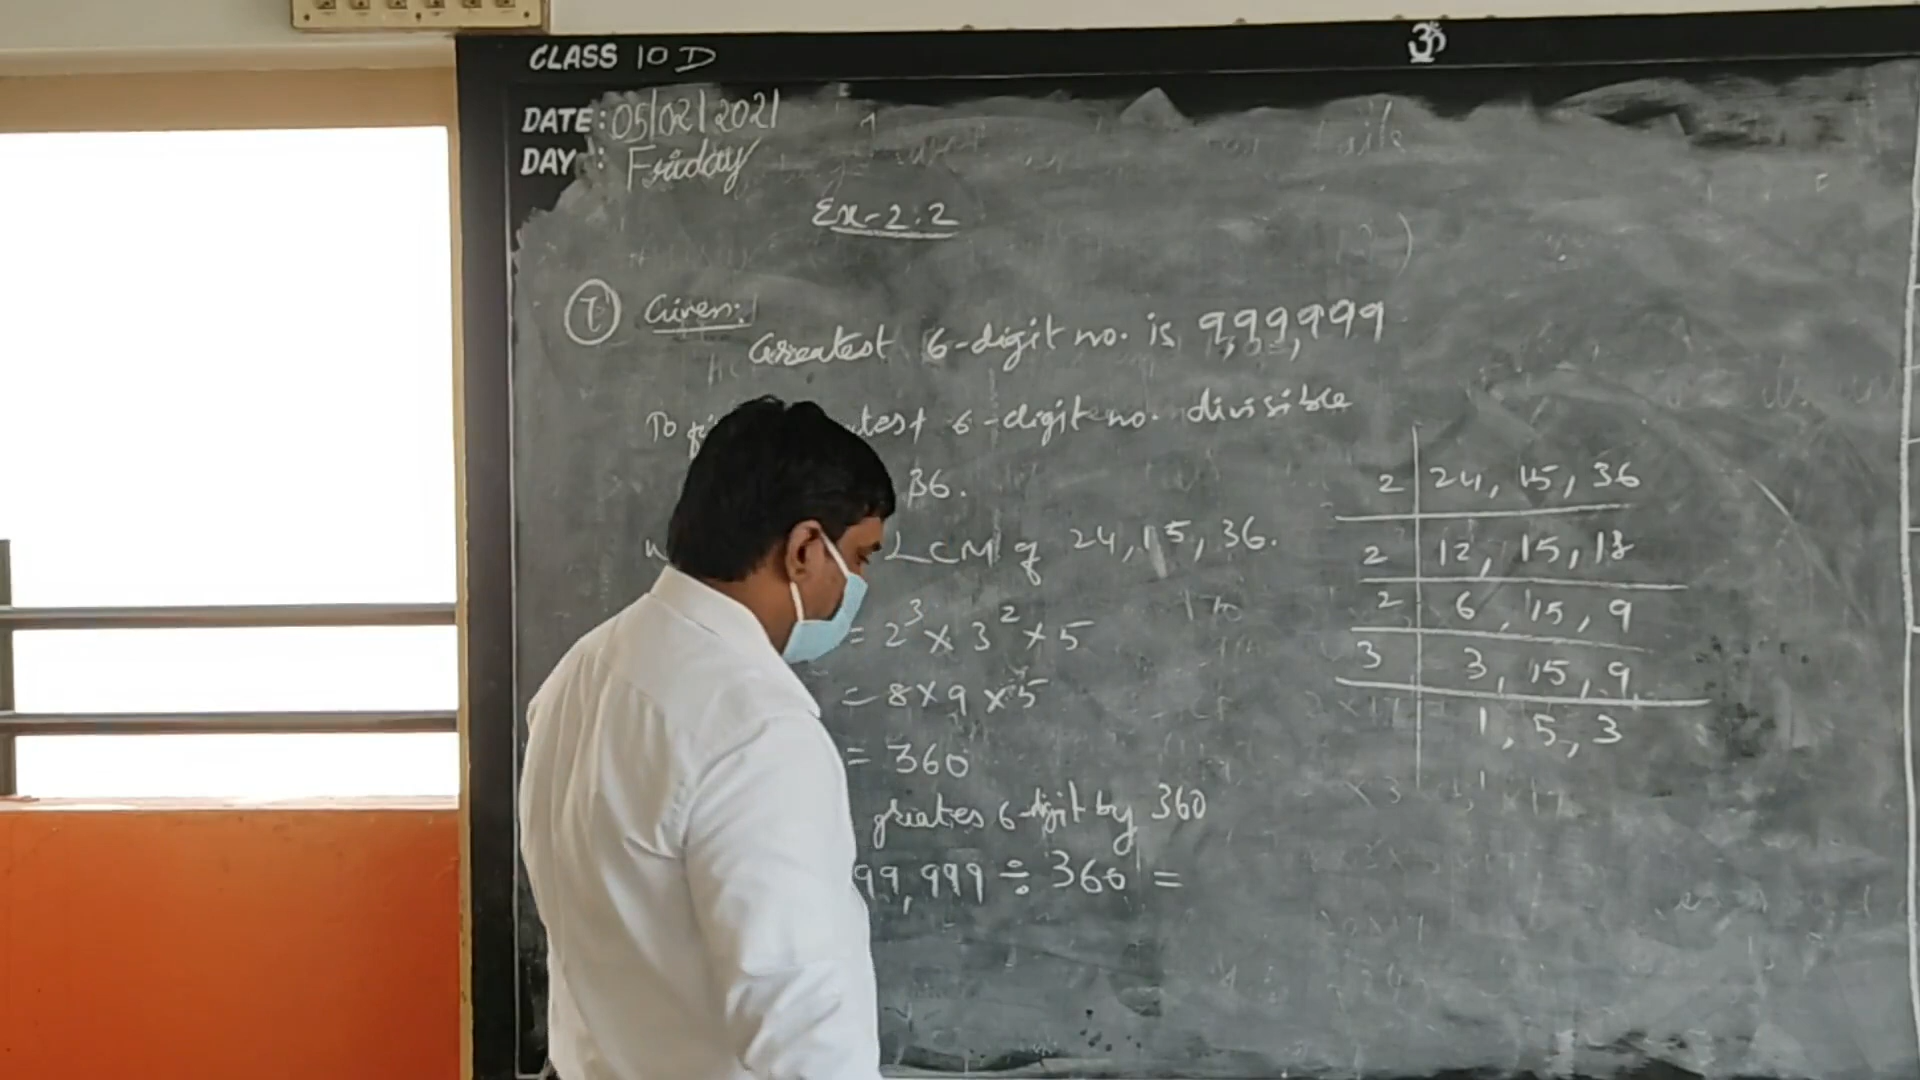 CLASS 10 D
ॐ
DATE: 05/02/2021
DAY : Friday
Ex-2.2
7 Given:
Greatest 6-digit no. is 9,99,999
To 6-digit no. divisible
36.
LCM of 24, 15, 36.
= 2³ × 3² × 5
= 8 × 9 × 5
= 360
greates 6-digit by 360
99,999 ÷ 360 =
2 | 24, 15, 36
2 | 12, 15, 18
2 | 6, 15, 9
3 | 3, 15, 9
1, 5, 3